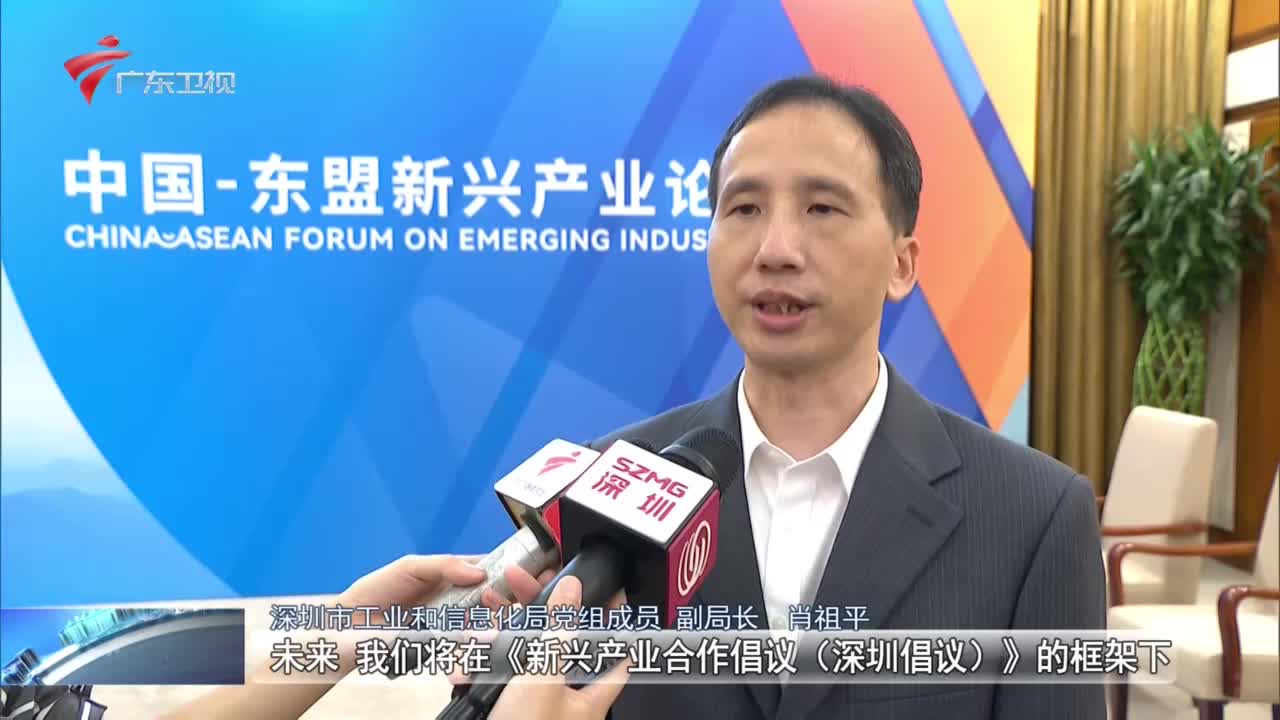 广东卫视
中国-东盟新兴产业论
CHINA-ASEAN FORUM ON EMERGING INDUS
SZMG
深圳
深圳市工业和信息化局党组成员 副局长 肖祖平
未来 我们将在《新兴产业合作倡议（深圳倡议）》的框架下